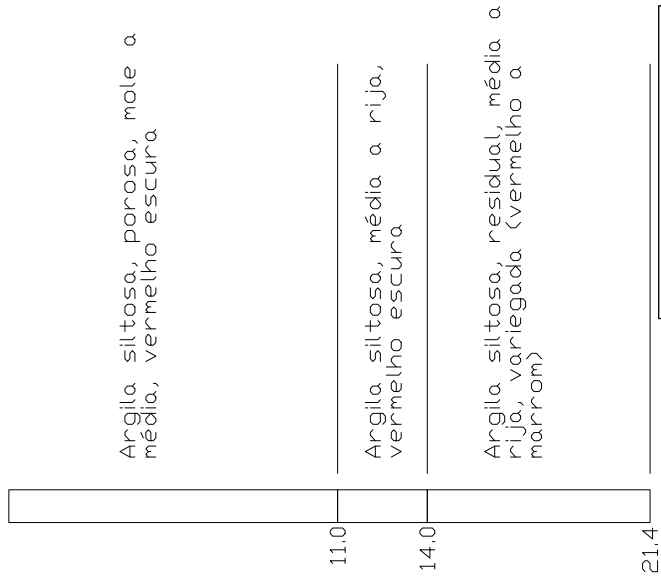 Argila siltosa, porosa, mole a
média, vermelho escura
11.0
Argila siltosa, média a rija,
vermelho escura
14.0
Argila siltosa, residual, média a
rija, variegada (vermelho a
marrom)
21.4